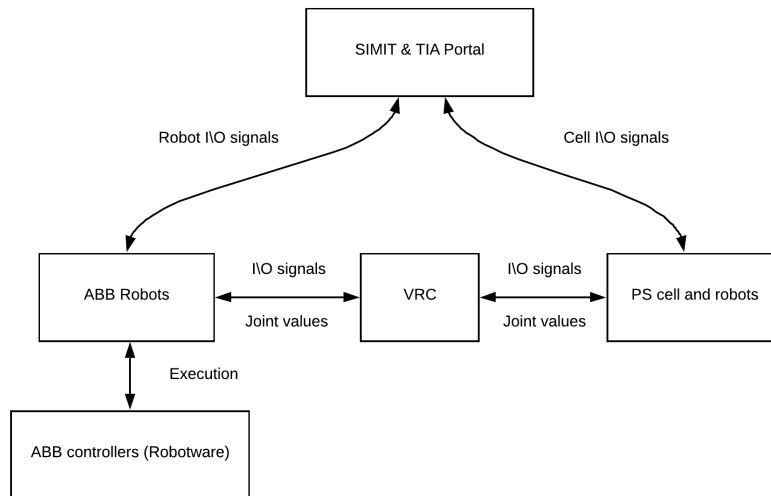 SIMIT & TIA Portal
Robot I\O signals
Cell I\O signals
ABB Robots
I\O signals
Joint values
VRC
I\O signals
Joint values
PS cell and robots
Execution
ABB controllers (Robotware)